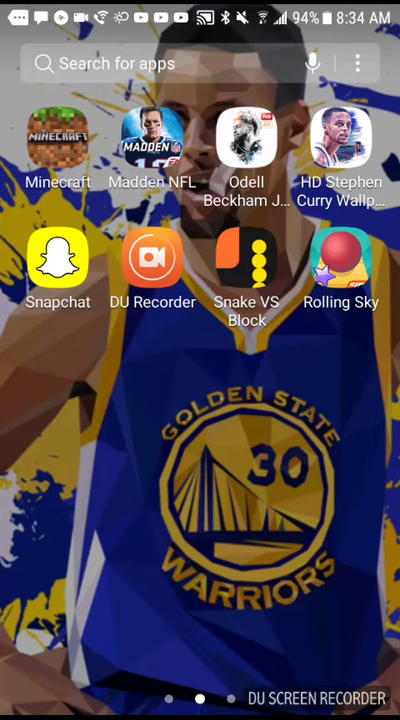 94% 8:34 AM
Search for apps
MINECRAFT
MADDEN
Minecraft
Madden NFL
Odell
Beckham J...
HD Stephen
Curry Wallp...
Snapchat
DU Recorder
Snake VS
Block
Rolling Sky
GOLDEN STATE
30
WARRIORS
DU SCREEN RECORDER